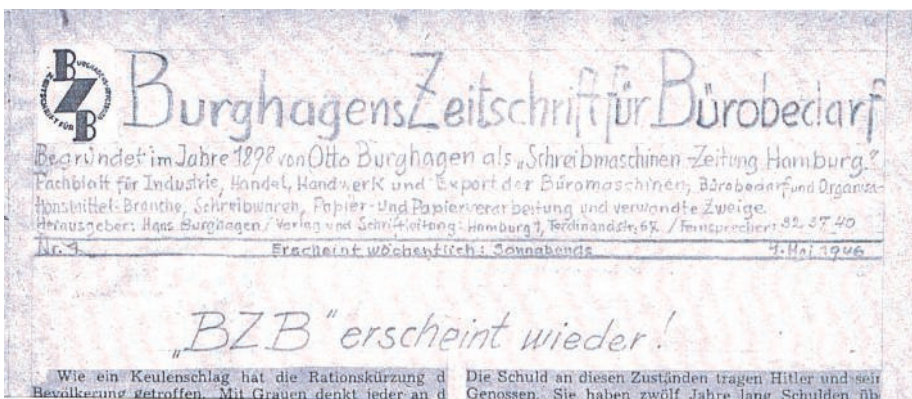 BURGHAGENS
ZEITSCHRIFT FÜR
BZB
BurghagensZeitschrift für Bürobedarf
Begründet im Jahre 1898 von Otto Burghagen als „Schreibmaschinen-Zeitung Hamburg."
Fachblatt für Industrie, Handel, Handwerk und Export der Büromaschinen, Bürobedarf und Organisa-
tionsmittel-Branche, Schreibwaren, Papier- und Papierverarbeitung und verwandte Zweige.
Herausgeber: Hans Burghagen / Verlag und Schriftleitung: Hamburg 1, Ferdinandstr. / Fernsprecher: 32 37 40
Nr. 1 Erscheint wöchentlich: Sonnabends 1. Mai 1946
„BZB" erscheint wieder!
Wie ein Keulenschlag hat die Rationskürzung d
Bevölkerung getroffen. Mit Grauen denkt jeder an d
Die Schuld an diesen Zuständen tragen Hitler und sein
Genossen. Sie haben zwölf Jahre lang Schulden üb